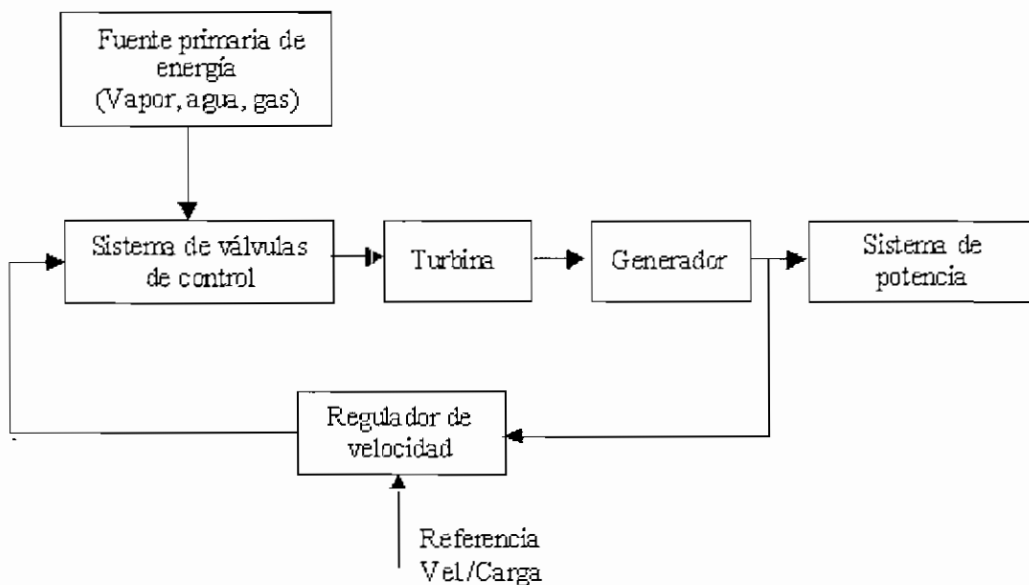 Fuente primaria de
energía
(Vapor, agua, gas)
Sistema de válvulas
de control
Turbina
Generador
Sistema de
potencia
Regulador de
velocidad
Referencia
Vel./Carga